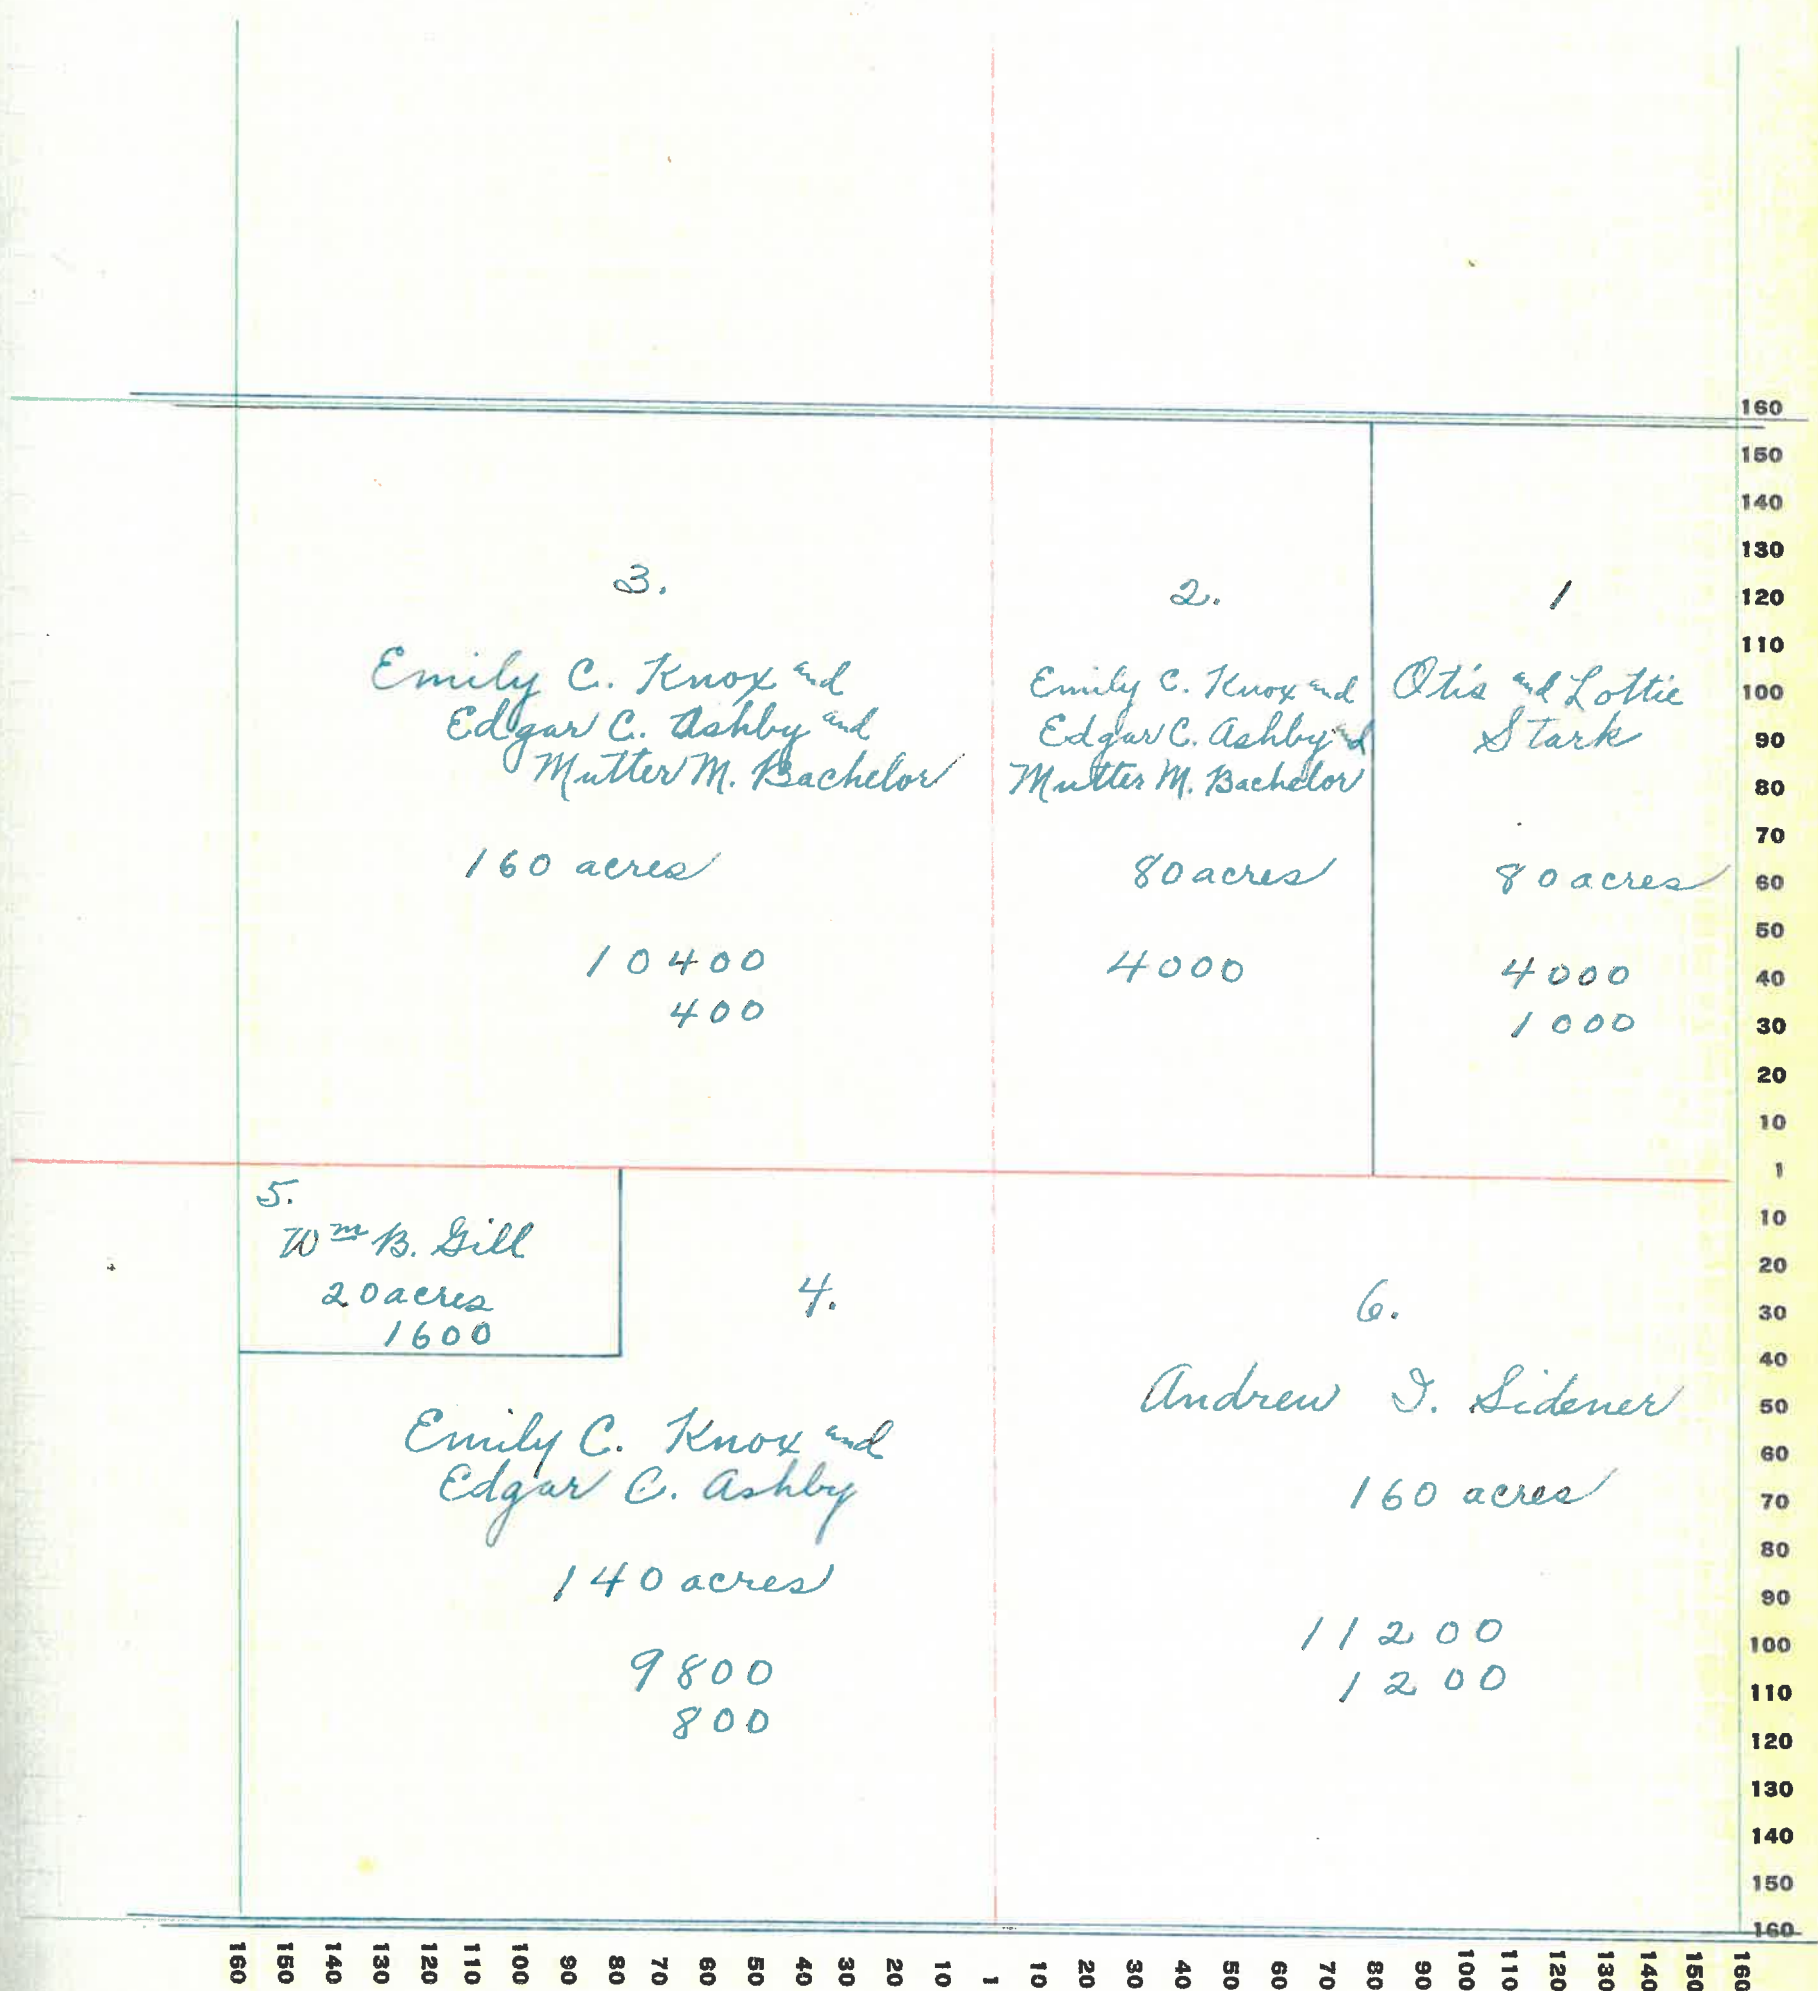 3.
Emily C. Knox and
Edgar C. Ashby and
Mutter M. Bachelor
160 acres
10400
400
2.
Emily C. Knox and
Edgar C. Ashby and
Mutter M. Bachelor
80 acres
4000
1
Otis and Lottie
Stark
80 acres
4000
1000
5.
Wm B. Gill
20 acres
1600
4.
Emily C. Knox and
Edgar C. Ashby
140 acres
9800
800
6.
Andrew I. Sidener
160 acres
11200
1200
160
150
140
130
120
110
100
90
80
70
60
50
40
30
20
10
1
10
20
30
40
50
60
70
80
90
100
110
120
130
140
150
160
160 150 140 130 120 110 100 90 80 70 60 50 40 30 20 10 1 10 20 30 40 50 60 70 80 90 100 110 120 130 140 150 160